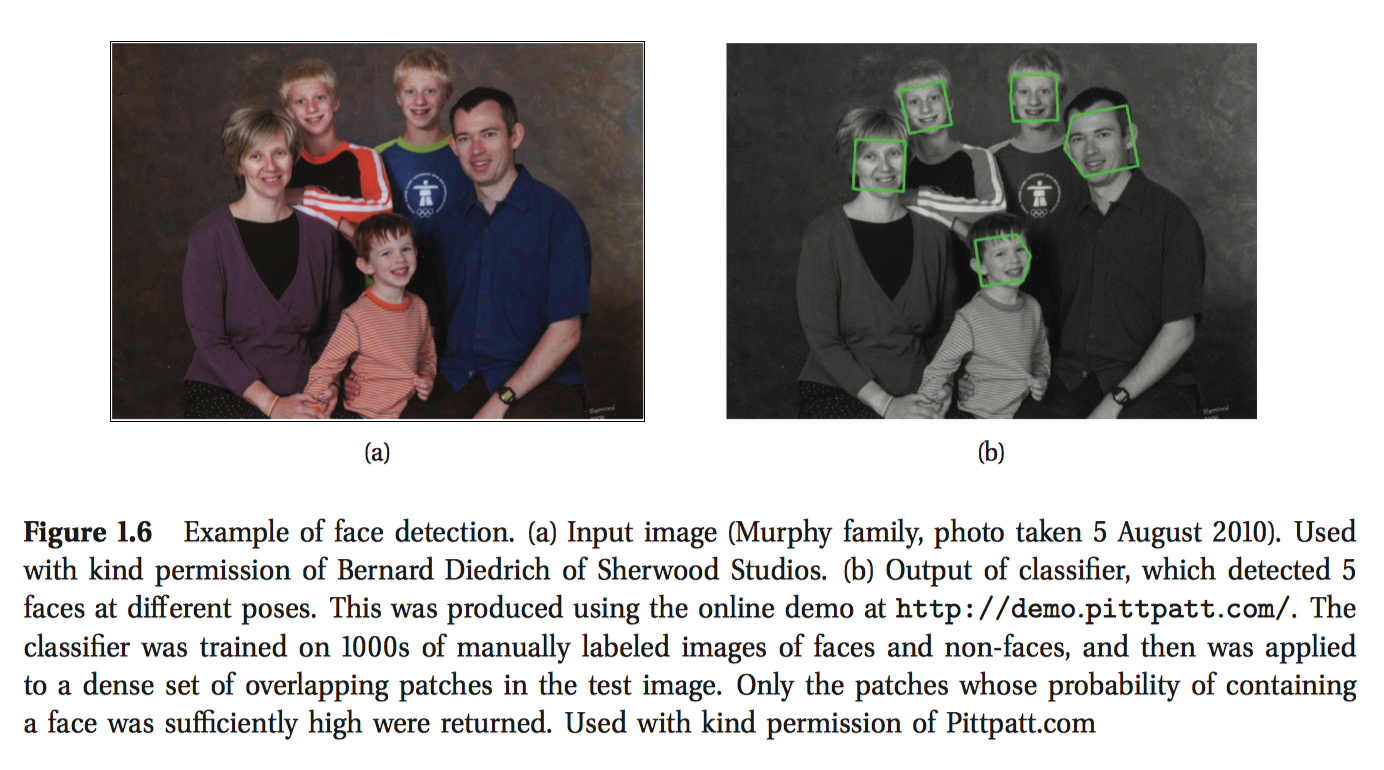 (a)
(b)
Figure 1.6 Example of face detection. (a) Input image (Murphy family, photo taken 5 August 2010). Used
with kind permission of Bernard Diedrich of Sherwood Studios. (b) Output of classifier, which detected 5
faces at different poses. This was produced using the online demo at http://demo.pittpatt.com/. The
classifier was trained on 1000s of manually labeled images of faces and non-faces, and then was applied
to a dense set of overlapping patches in the test image. Only the patches whose probability of containing
a face was sufficiently high were returned. Used with kind permission of Pittpatt.com